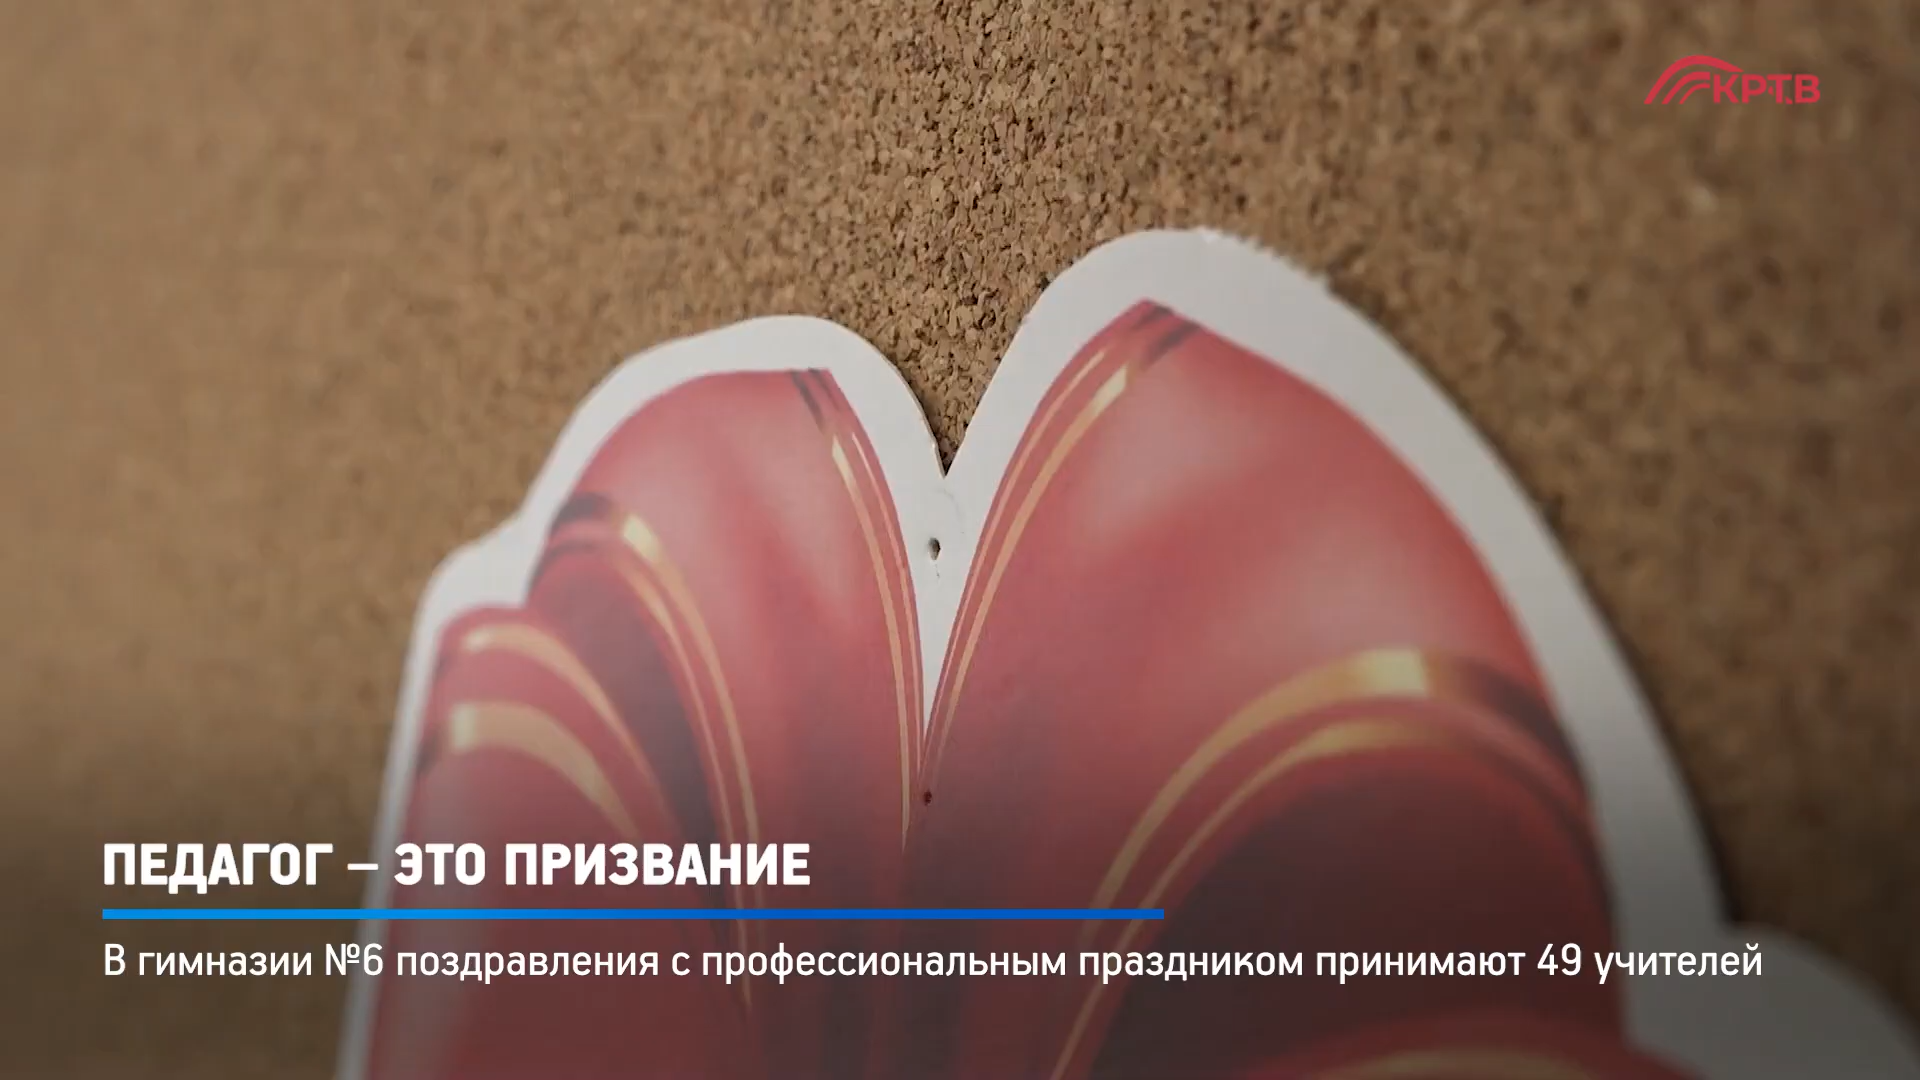 КРТВ
ПЕДАГОГ – ЭТО ПРИЗВАНИЕ
В гимназии №6 поздравления с профессиональным праздником принимают 49 учителей